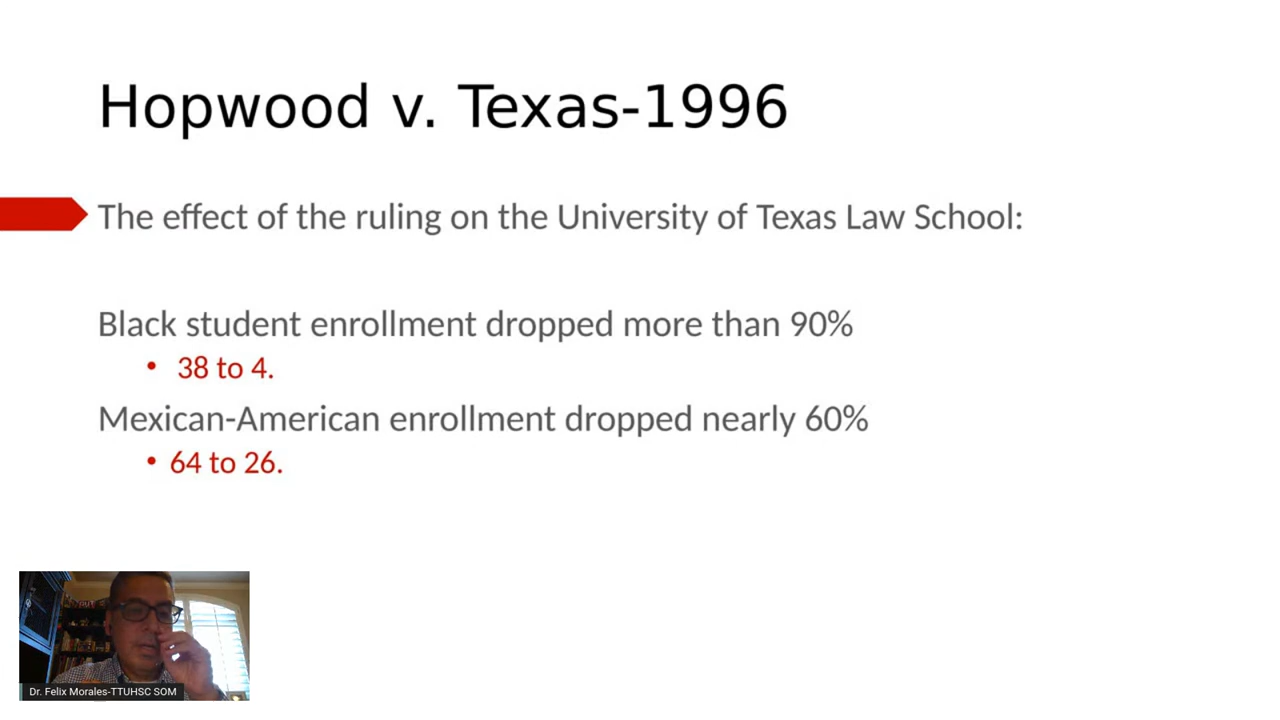 Hopwood v. Texas-1996
The effect of the ruling on the University of Texas Law School:
Black student enrollment dropped more than 90%
• 38 to 4.
Mexican-American enrollment dropped nearly 60%
• 64 to 26.
Dr. Felix Morales-TTUHSC SOM